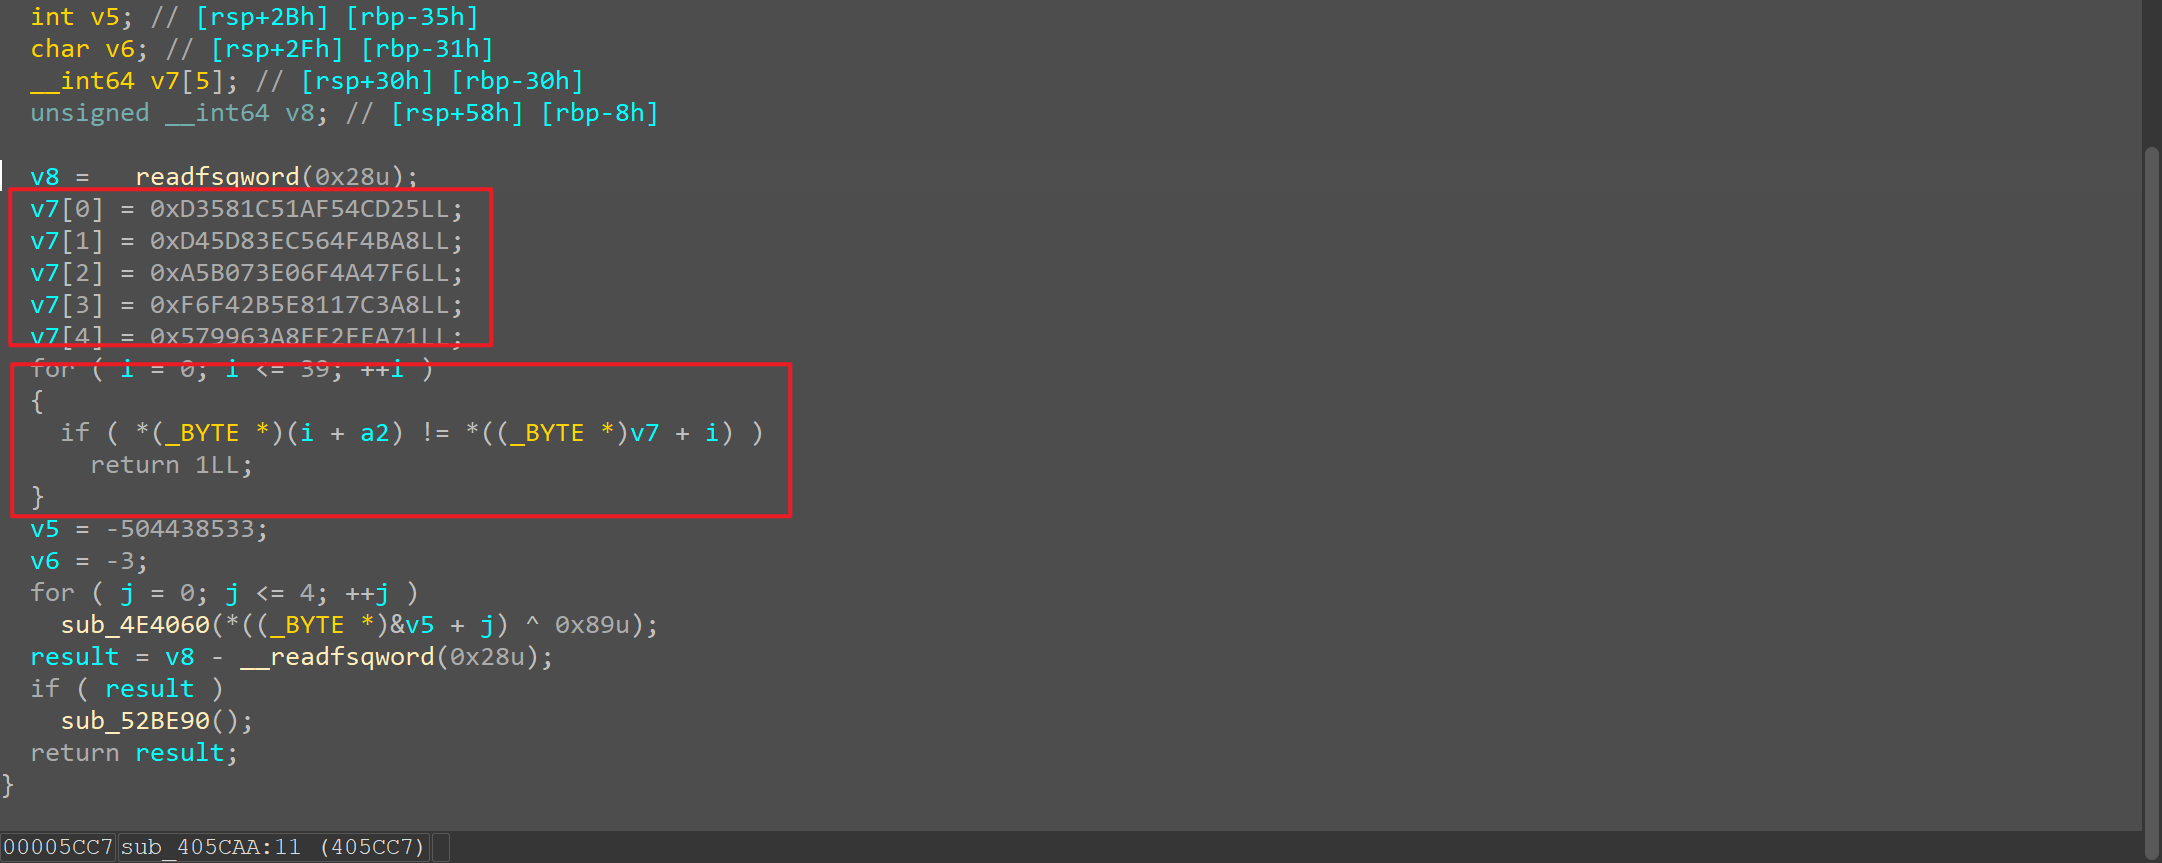 int v5; // [rsp+2Bh] [rbp-35h]
char v6; // [rsp+2Fh] [rbp-31h]
__int64 v7[5]; // [rsp+30h] [rbp-30h]
unsigned __int64 v8; // [rsp+58h] [rbp-8h]
v8 = __readfsqword(0x28u);
v7[0] = 0xD3581C51AF54CD25LL;
v7[1] = 0xD45D83EC564F4BA8LL;
v7[2] = 0xA5B073E06F4A47F6LL;
v7[3] = 0xF6F42B5E8117C3A8LL;
v7[4] =
for ( i = 0; i <= 39; ++i )
{
if ( *(_BYTE *)(i + a2) != *((_BYTE *)v7 + i) )
return 1LL;
}
v5 = -504438533;
v6 = -3;
for ( j = 0; j <= 4; ++j )
sub_4E4060(*((_BYTE *)&v5 + j) ^ 0x89u);
result = v8 - __readfsqword(0x28u);
if ( result )
sub_52BE90();
return result;
}
00005CC7 sub_405CAA:11 (405CC7)